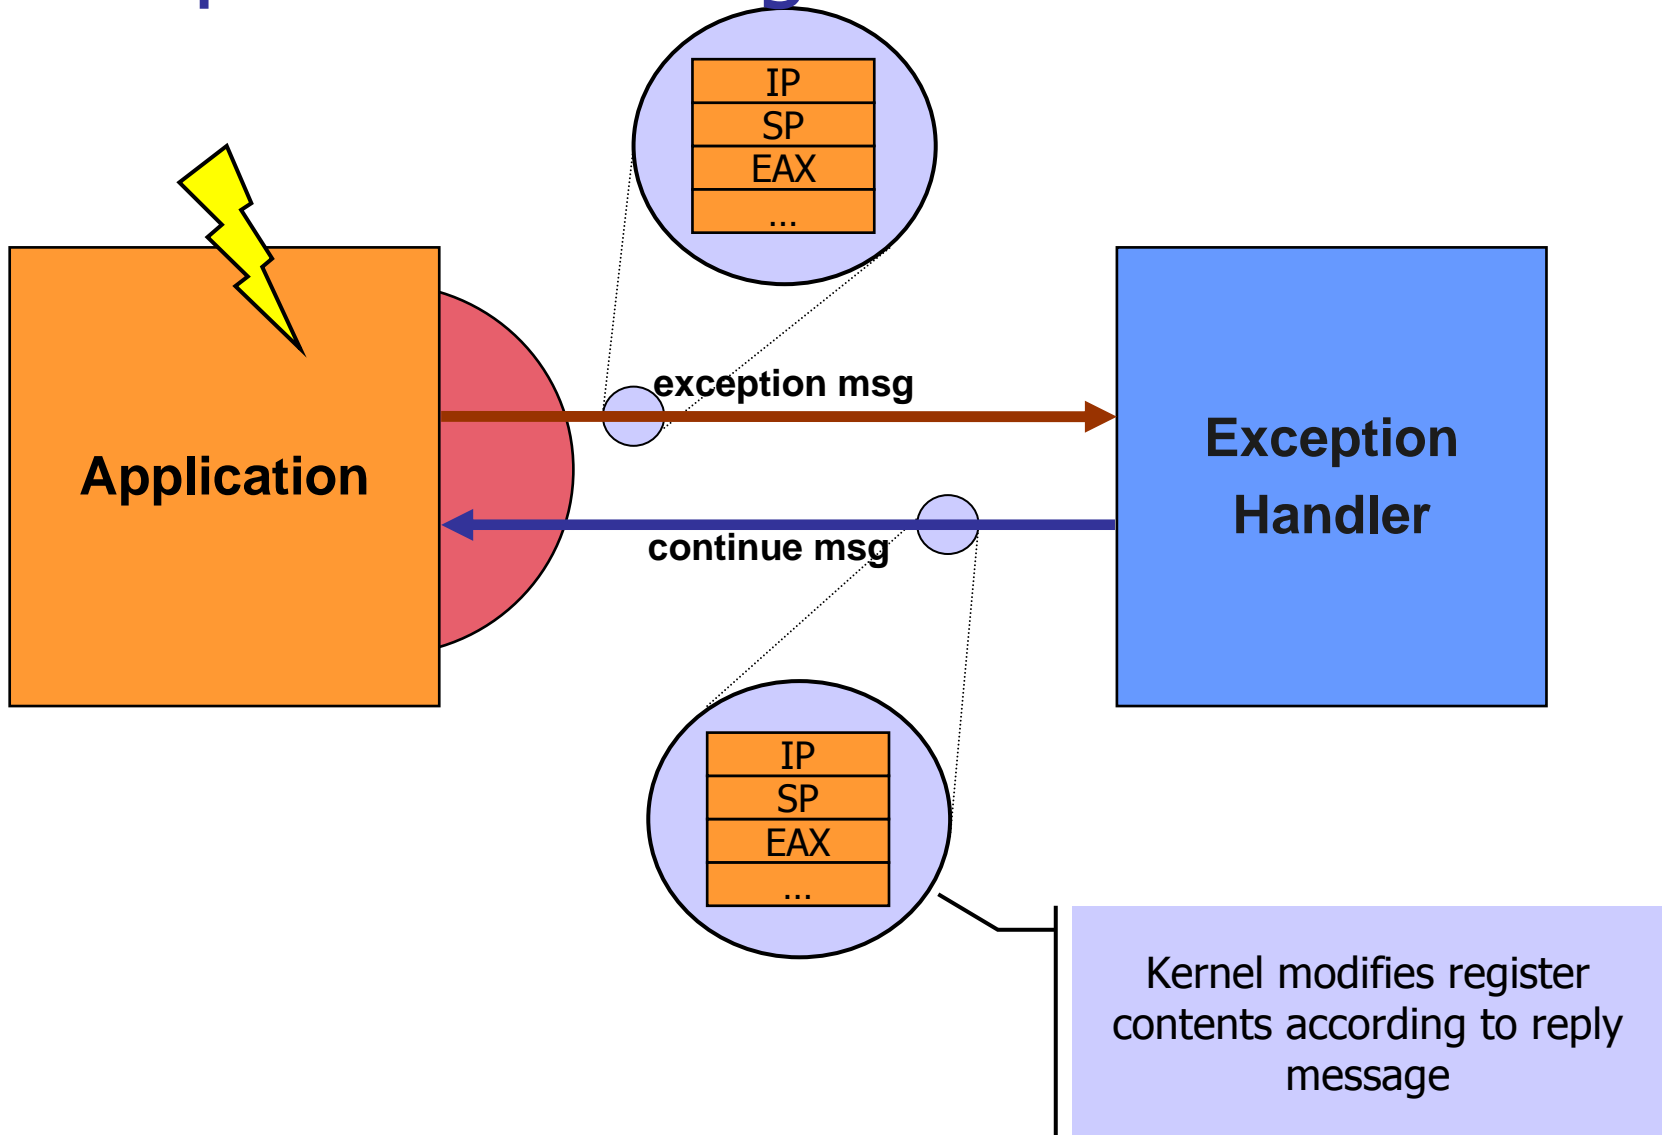 IP
SP
EAX
...
exception msg
Application
Exception
Handler
continue msg
IP
SP
EAX
...
Kernel modifies register
contents according to reply
message